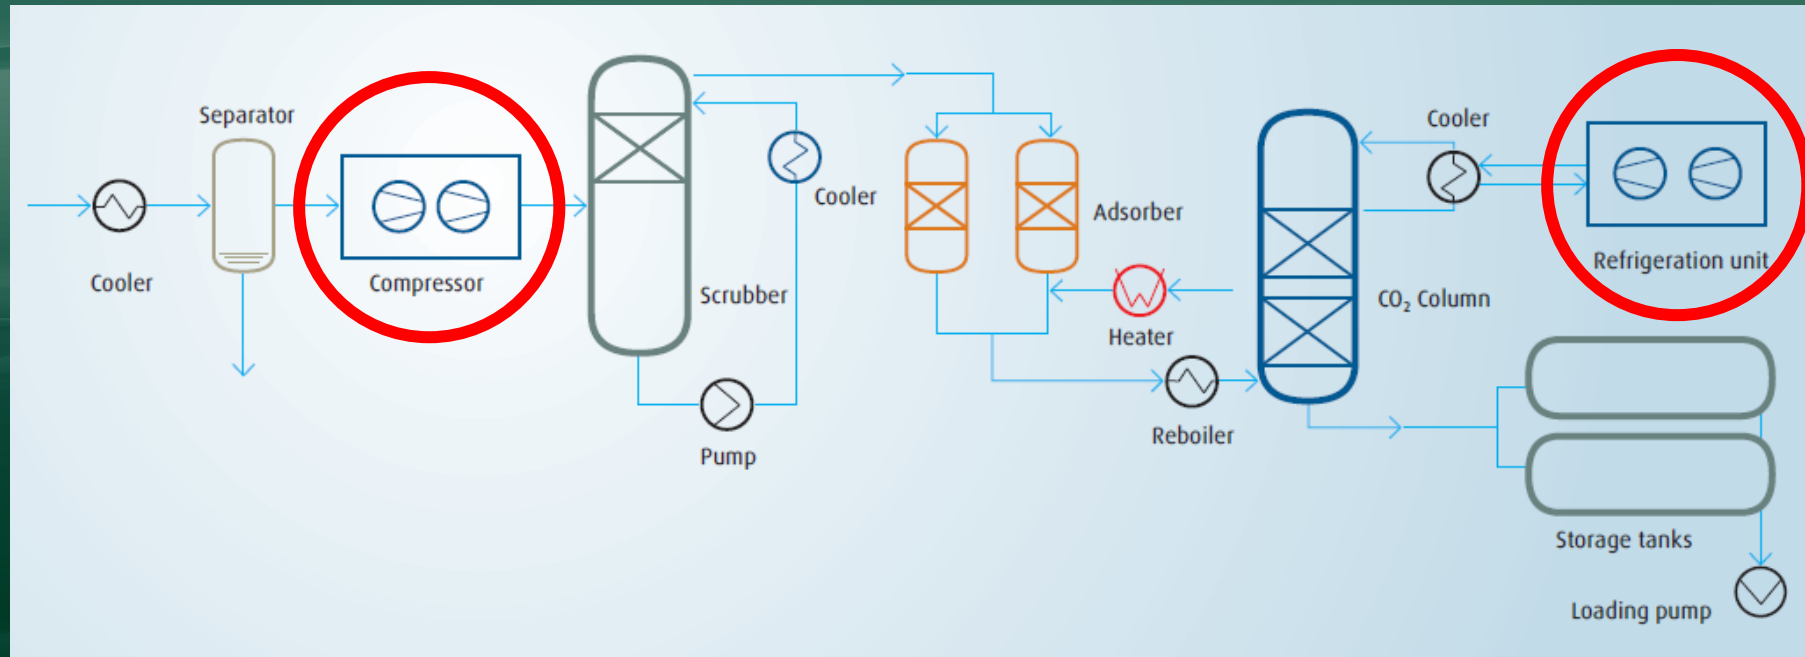 Separator
Cooler
Compressor
Scrubber
Cooler
Pump
Adsorber
Heater
Reboiler
Cooler
CO₂ Column
Refrigeration unit
Storage tanks
Loading pump